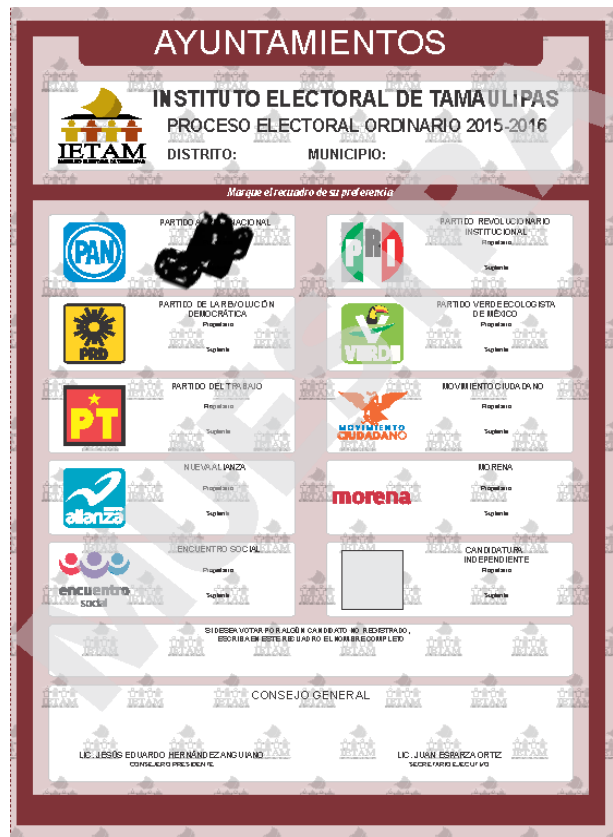 AYUNTAMIENTOS
IETAM
INSTITUTO ELECTORAL DE TAMAULIPAS
PROCESO ELECTORAL ORDINARIO 2015-2016
DISTRITO: MUNICIPIO:
Marque el recuadro de su preferencia
PAN
PARTIDO NACIONAL
PRI
PARTIDO REVOLUCIONARIO
INSTITUCIONAL
Propietario
Suplente
PRD
PARTIDO DE LA REVOLUCIÓN
DEMOCRÁTICA
Propietario
Suplente
VERDE
PARTIDO VERDE ECOLOGISTA
DE MÉXICO
Propietario
Suplente
PT
PARTIDO DEL TRABAJO
Propietario
Suplente
MOVIMIENTO
CIUDADANO
MOVIMIENTO CIUDADANO
Propietario
Suplente
alianza
NUEVA ALIANZA
Propietario
Suplente
morena
MORENA
Propietario
Suplente
encuentro
social
ENCUENTRO SOCIAL
Propietario
Suplente
CANDIDATURA
INDEPENDIENTE
Propietario
Suplente
SI DESEA VOTAR POR ALGÚN CANDIDATO NO REGISTRADO,
ESCRIBA EN ESTE RECUADRO EL NOMBRE COMPLETO
CONSEJO GENERAL
LIC. JESÚS EDUARDO HERNÁNDEZ ANGUIANO
CONSEJERO PRESIDENTE
LIC. JUAN ESPARZA ORTIZ
SECRETARIO EJECUTIVO
MUESTRA